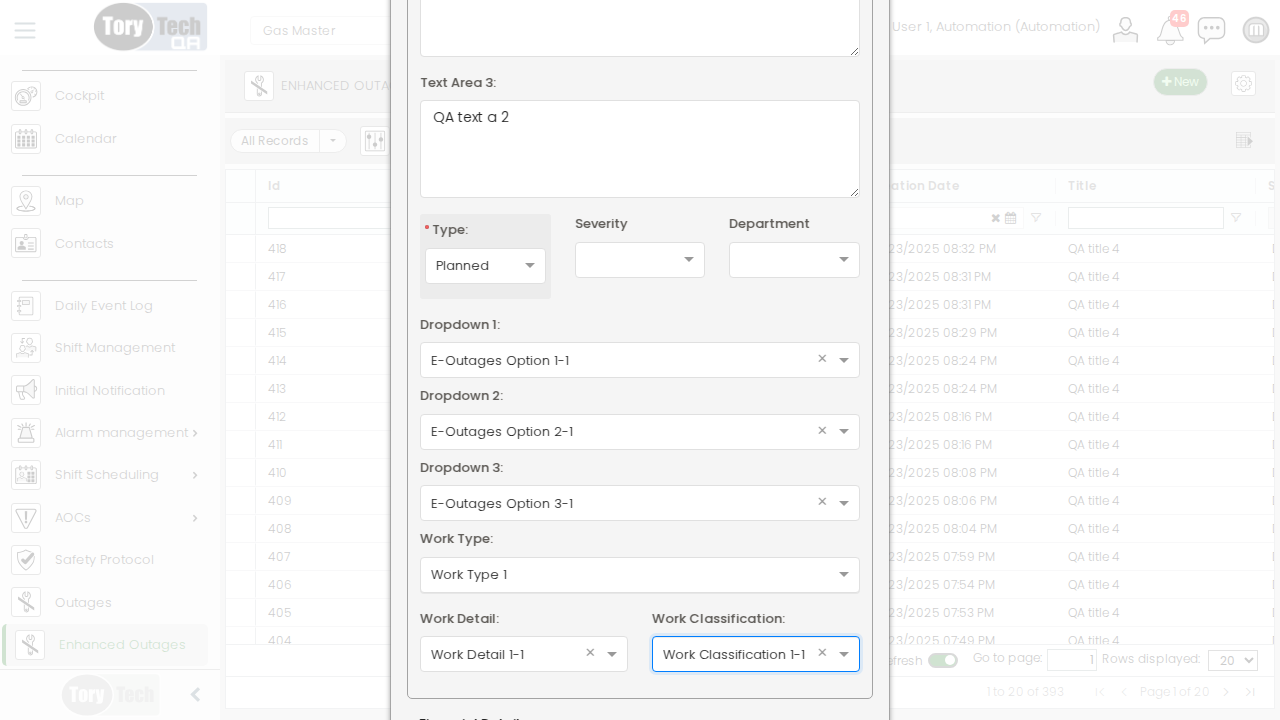 Tory Tech QA
Gas Master
User 1, Automation (Automation)
46
Cockpit
Calendar
Map
Contacts
Daily Event Log
Shift Management
Initial Notification
Alarm management
Shift Scheduling
AOCs
Safety Protocol
Outages
Enhanced Outages
Tory Tech
ENHANCED OUTA
New
All Records
Id
ation Date
Title
S
418
23/2025 08:32 PM
QA title 4
417
23/2025 08:31 PM
QA title 4
416
23/2025 08:31 PM
QA title 4
415
23/2025 08:29 PM
QA title 4
414
23/2025 08:24 PM
QA title 4
413
23/2025 08:24 PM
QA title 4
412
23/2025 08:16 PM
QA title 4
411
23/2025 08:16 PM
QA title 4
410
23/2025 08:08 PM
QA title 4
409
23/2025 08:06 PM
QA title 4
408
23/2025 08:04 PM
QA title 4
407
23/2025 07:59 PM
QA title 4
406
23/2025 07:54 PM
QA title 4
405
23/2025 07:53 PM
QA title 4
404
23/2025 07:49 PM
QA title 4
efresh
Go to page:
1
Rows displayed:
20
1 to 20 of 393
Page 1 of 20
Text Area 3:
QA text a 2
* Type:
Planned
Severity
Department
Dropdown 1:
E-Outages Option 1-1
Dropdown 2:
E-Outages Option 2-1
Dropdown 3:
E-Outages Option 3-1
Work Type:
Work Type 1
Work Detail:
Work Detail 1-1
Work Classification:
Work Classification 1-1